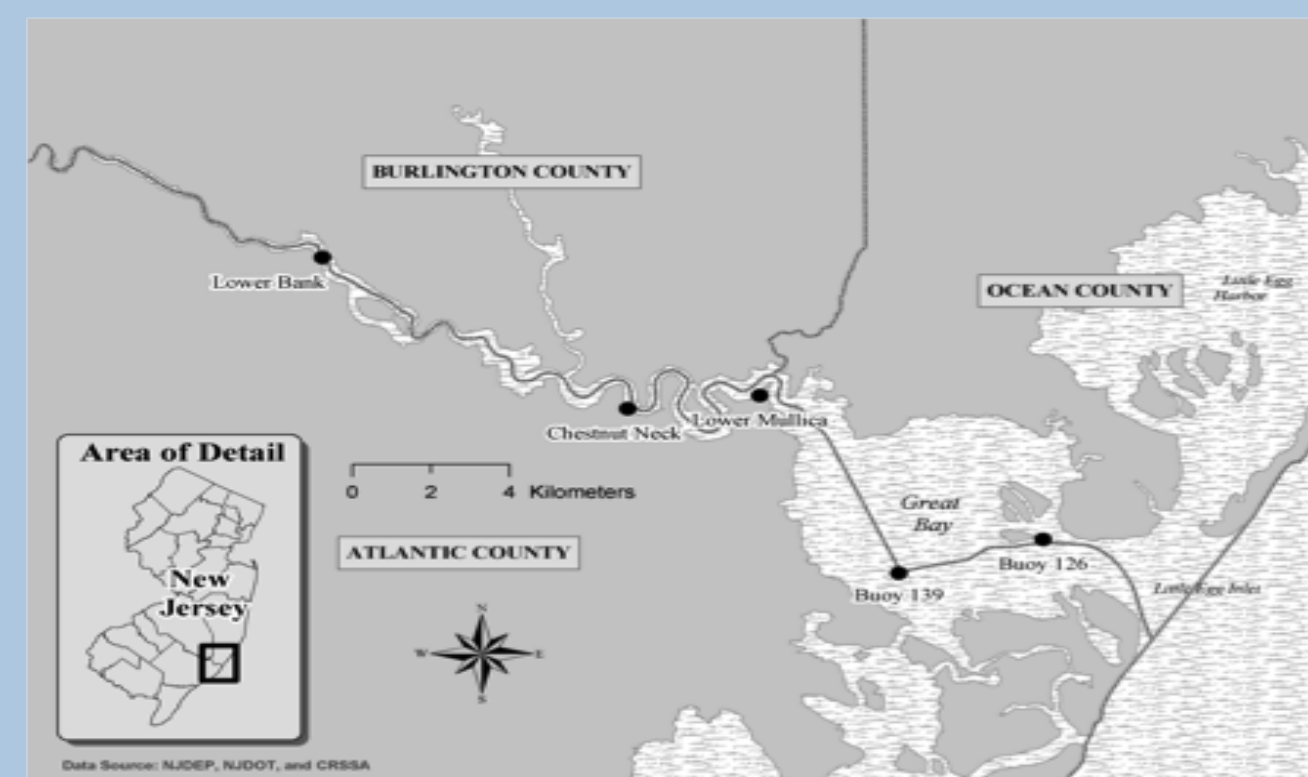 BURLINGTON COUNTY
Lower Bank
OCEAN COUNTY
Little Egg
Harbor
Chestnut Neck
Lower Mullica
Area of Detail
New
Jersey
0 2 4 Kilometers
ATLANTIC COUNTY
Great
Bay
Buoy 139
Buoy 126
Little Egg Inlet
N
W
E
S
Data Source: NJDEP, NJDOT, and CRSSA